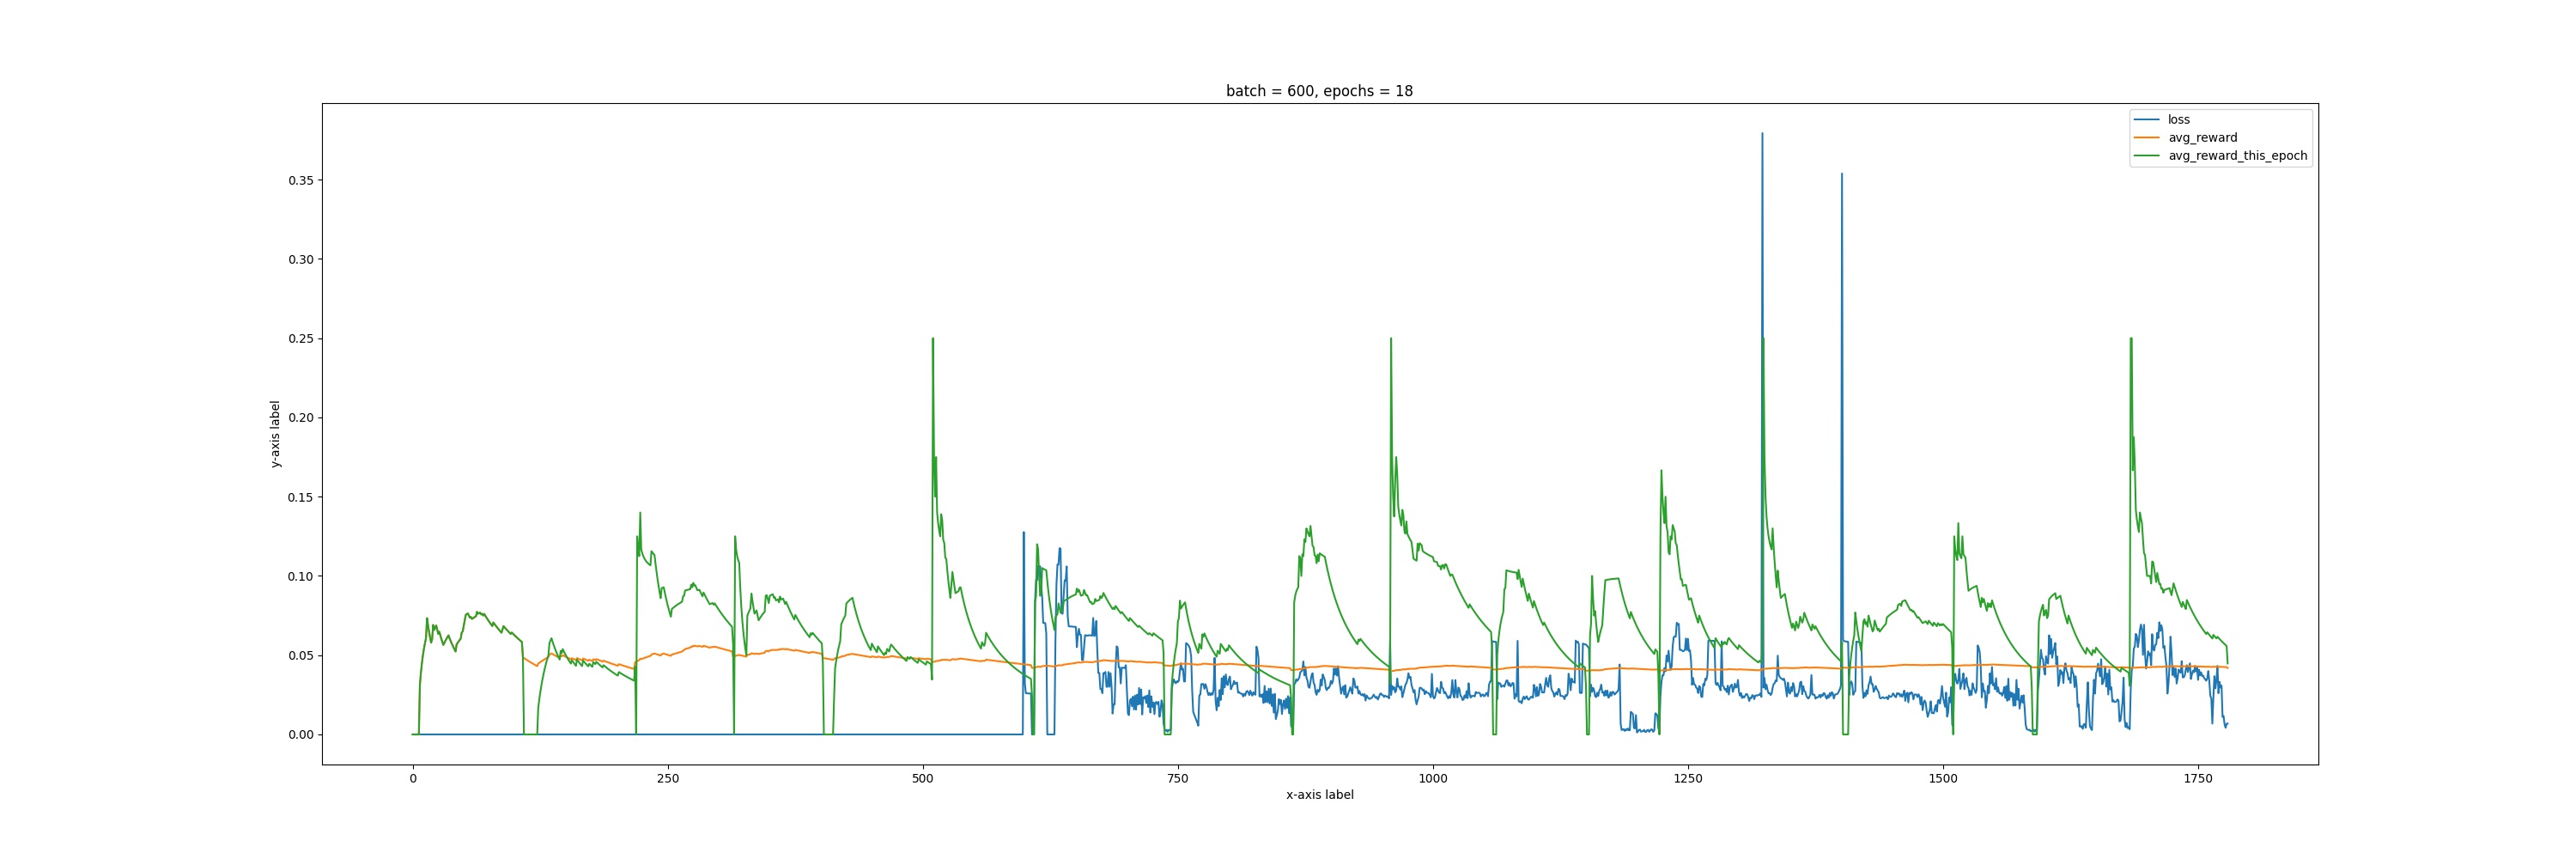 batch = 600, epochs = 18
loss
avg_reward
avg_reward_this_epoch
y-axis label
0.35
0.30
0.25
0.20
0.15
0.10
0.05
0.00
0 250 500 750 1000 1250 1500 1750
x-axis label